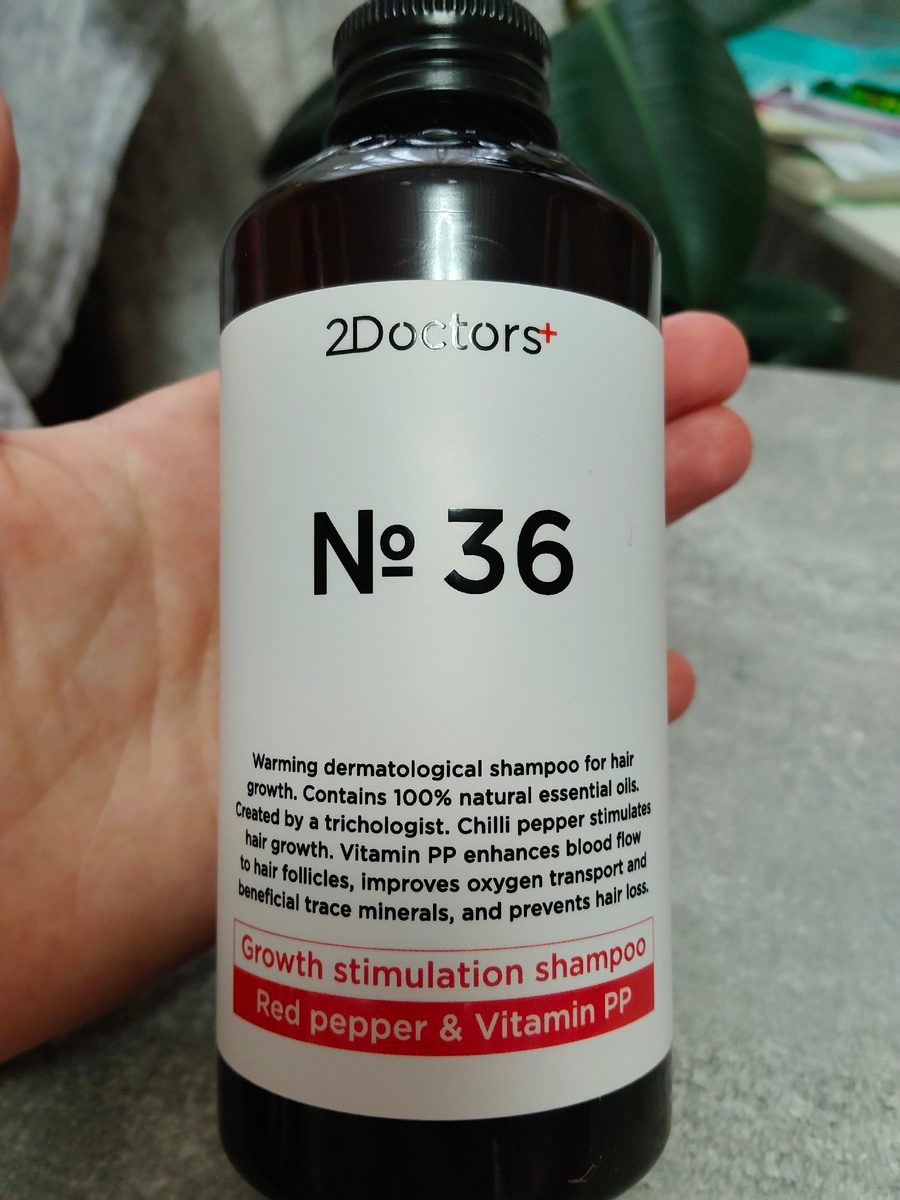 2Doctors+
№ 36
Warming dermatological shampoo for hair
growth. Contains 100% natural essential oils.
Created by a trichologist. Chilli pepper stimulates
hair growth. Vitamin PP enhances blood flow
to hair follicles, improves oxygen transport and
beneficial trace minerals, and prevents hair loss.
Growth stimulation shampoo
Red pepper & Vitamin PP